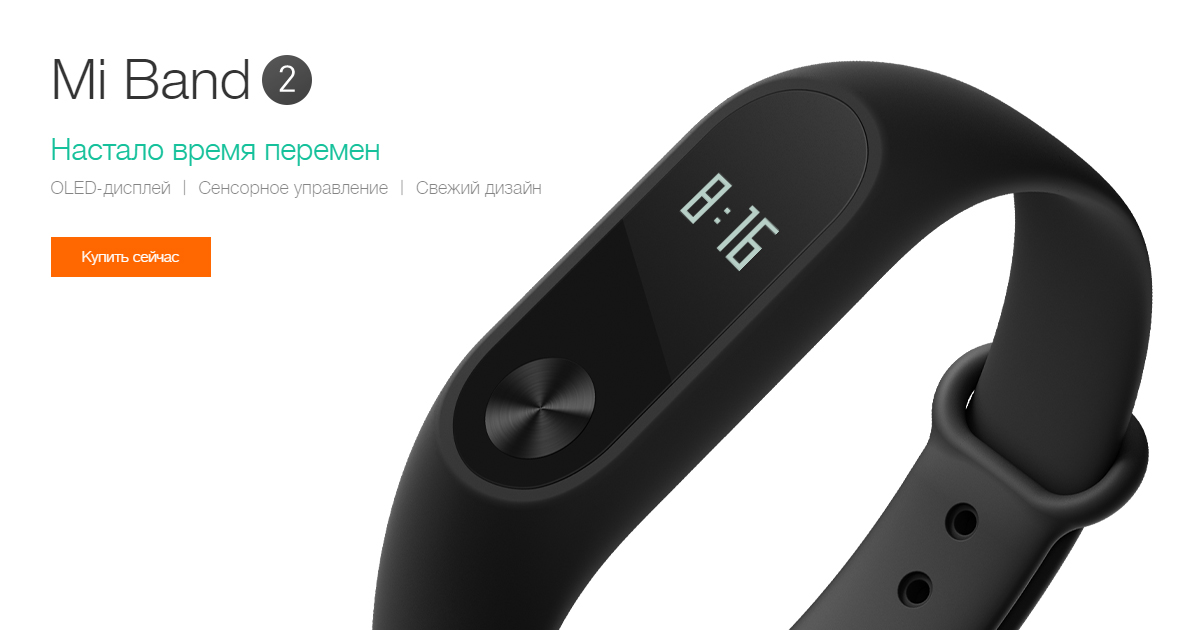 Mi Band 2
Настало время перемен
OLED-дисплей | Сенсорное управление | Свежий дизайн
8:16
Купить сейчас